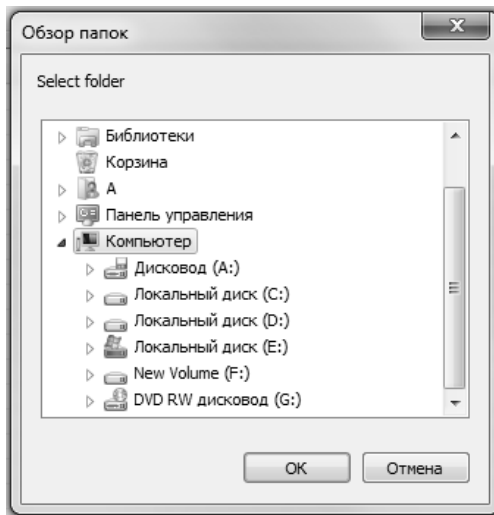 Обзор папок
Select folder
Библиотеки
Корзина
A
Панель управления
Компьютер
Дисковод (A:)
Локальный диск (C:)
Локальный диск (D:)
Локальный диск (E:)
New Volume (F:)
DVD RW дисковод (G:)
OK Отмена